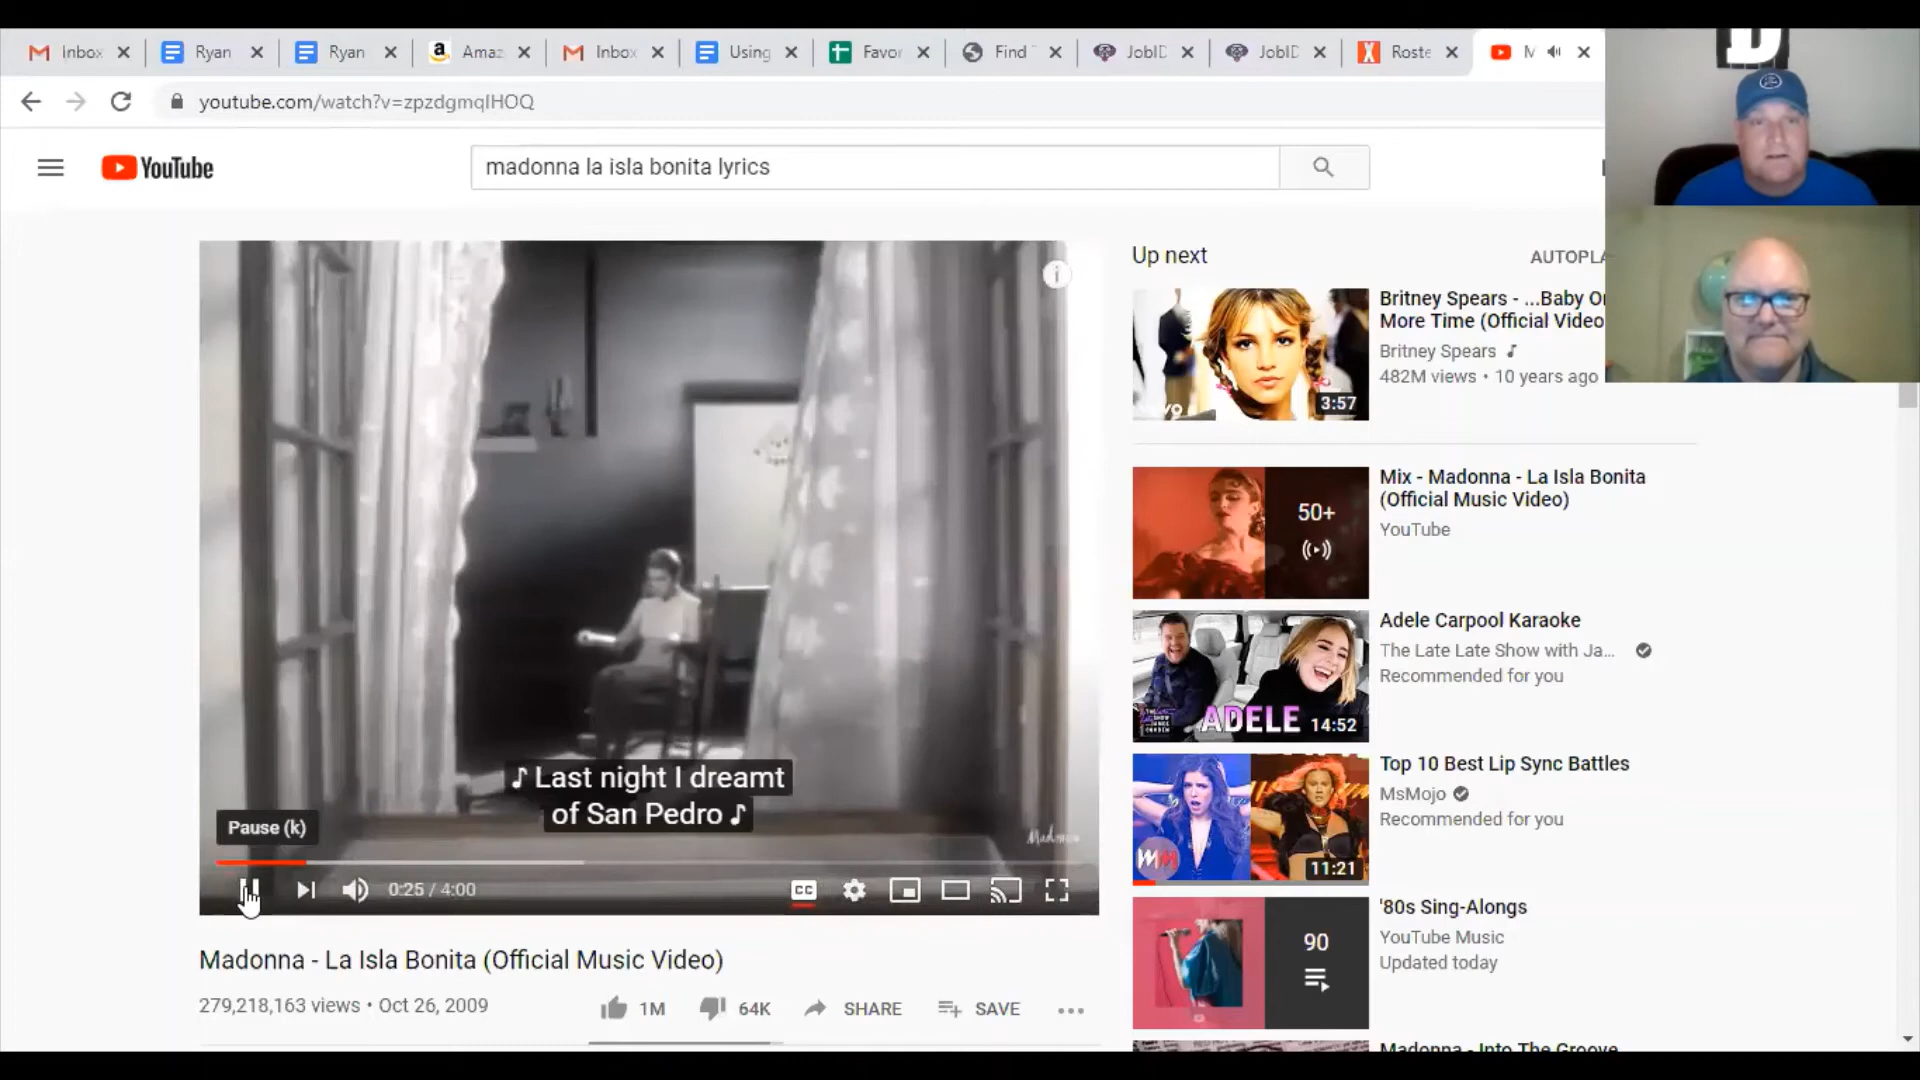 Inbox
Ryan
Ryan
Amaz
Inbox
Using
Favor
Find
JobID
JobID
Roste
M
youtube.com/watch?v=zpzdgmqIHOQ
YouTube
madonna la isla bonita lyrics
Up next
AUTOPLA
Britney Spears - ...Baby O
More Time (Official Video
Britney Spears
482M views • 10 years ago
3:57
Mix - Madonna - La Isla Bonita
(Official Music Video)
YouTube
50+
Adele Carpool Karaoke
The Late Late Show with Ja...
Recommended for you
ADELE 14:52
Top 10 Best Lip Sync Battles
MsMojo
Recommended for you
11:21
'80s Sing-Alongs
YouTube Music
Updated today
90
Madonna - Into The Groove
♪ Last night I dreamt
of San Pedro ♪
Madonna
Pause (k)
0:25 / 4:00
CC
Madonna - La Isla Bonita (Official Music Video)
279,218,163 views • Oct 26, 2009
1M
64K
SHARE
SAVE